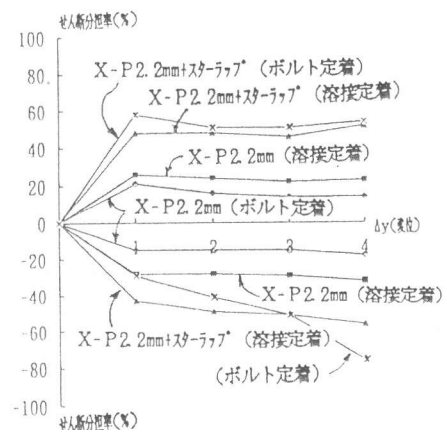 せん断分担率(%)
100
80
X-P2.2mm+スターラップ(ボルト定着)
X-P2.2mm+スターラップ(溶接定着)
60
40
X-P2.2mm(溶接定着)
20
0
X-P2.2mm(ボルト定着)
Δy(変位)
1 2 3 4
-20
X-P2.2mm(溶接定着)
-40
X-P2.2mm+スターラップ(溶接定着)
-60
(ボルト定着)
-80
-100
せん断分担率(%)